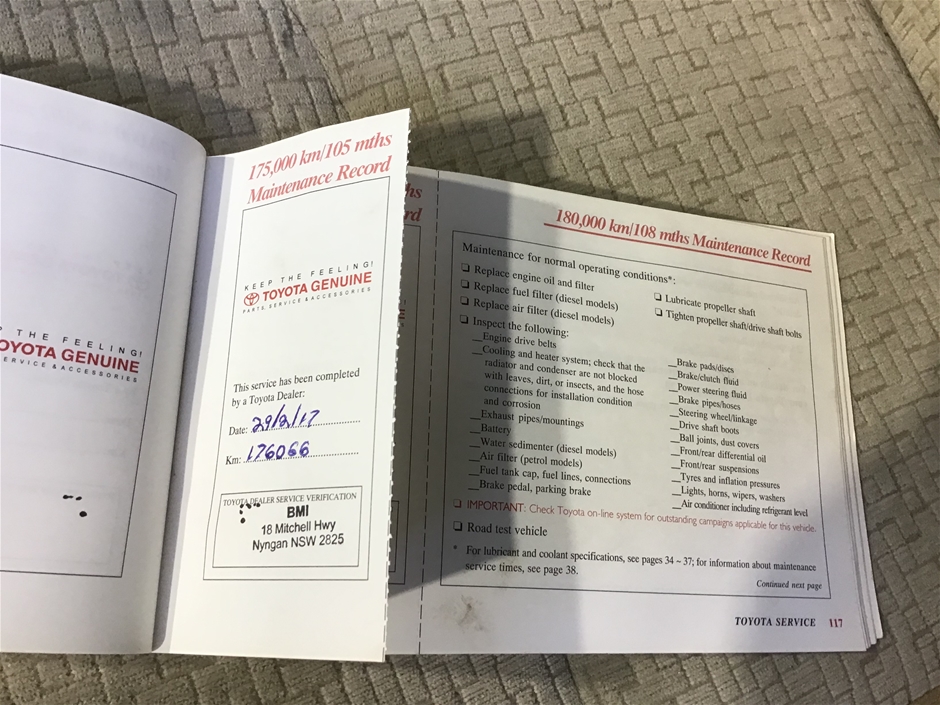 P THE FEELING!
OYOTA GENUINE
ERVICE & ACCESSORIES
175,000 km/105 mths
Maintenance Record
KEEP THE FEELING!
TOYOTA GENUINE
PARTS, SERVICE & ACCESSORIES
This service has been completed
by a Toyota Dealer:
Date: 29/2/17
Km: 176066
TOYOTA DEALER SERVICE VERIFICATION
BMI
18 Mitchell Hwy
Nyngan NSW 2825
hs
rd
180,000 km/108 mths Maintenance Record
Maintenance for normal operating conditions*:
Replace engine oil and filter
Replace fuel filter (diesel models)
Replace air filter (diesel models)
Inspect the following:
Engine drive belts
Cooling and heater system; check that the
radiator and condenser are not blocked
with leaves, dirt, or insects, and the hose
connections for installation condition
and corrosion
Exhaust pipes/mountings
Battery
Water sedimenter (diesel models)
Air filter (petrol models)
Fuel tank cap, fuel lines, connections
Brake pedal, parking brake
Lubricate propeller shaft
Tighten propeller shaft/drive shaft bolts
Brake pads/discs
Brake/clutch fluid
Power steering fluid
Brake pipes/hoses
Steering wheel/linkage
Drive shaft boots
Ball joints, dust covers
Front/rear differential oil
Front/rear suspensions
Tyres and inflation pressures
Lights, horns, wipers, washers
Air conditioner including refrigerant level
IMPORTANT: Check Toyota on-line system for outstanding campaigns applicable for this vehicle.
Road test vehicle
* For lubricant and coolant specifications, see pages 34 ~ 37; for information about maintenance
service times, see page 38.
Continued next page
TOYOTA SERVICE 117